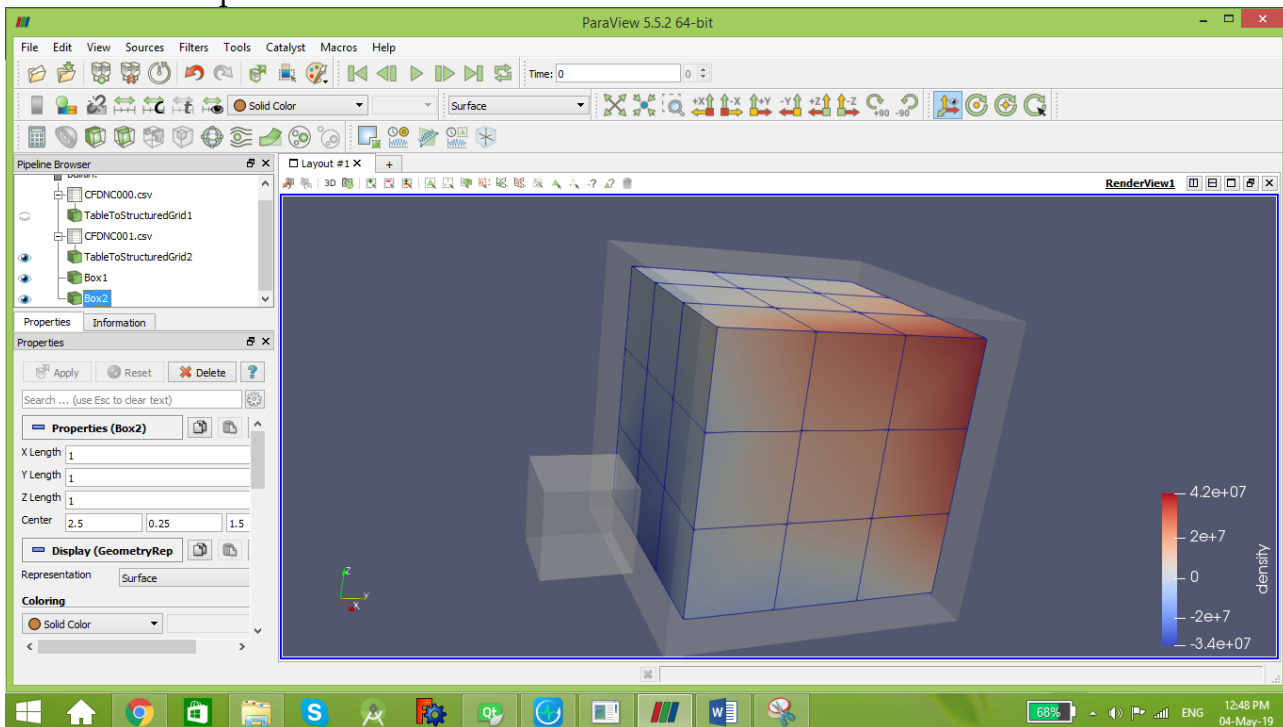 ParaView 5.5.2 64-bit
File Edit View Sources Filters Tools Catalyst Macros Help
Time: 0 0
Solid Color Surface +X -X +Y -Y +Z -Z +90 -90
Pipeline Browser
Layout #1 X +
3D
RenderView1
CFDNC000.csv
TableToStructuredGrid1
CFDNC001.csv
TableToStructuredGrid2
Box1
Box2
Properties Information
Properties
Apply Reset Delete ?
Search ... (use Esc to clear text)
Properties (Box2)
X Length 1
Y Length 1
Z Length 1
Center 2.5 0.25 1.5
Display (GeometryRep
Representation Surface
Coloring
Solid Color
Z
Y
X
4.2e+07
2e+7
0
-2e+7
-3.4e+07
density
68% ENG 12:48 PM
04-May-19